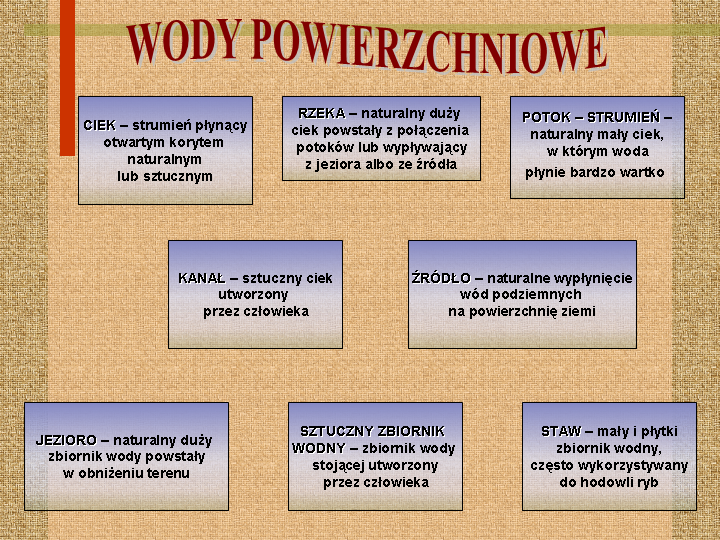 WODY POWIERZCHNIOWE
CIEK – strumień płynący
otwartym korytem
naturalnym
lub sztucznym
RZEKA – naturalny duży
ciek powstały z połączenia
potoków lub wypływający
z jeziora albo ze źródła
POTOK – STRUMIEŃ –
naturalny mały ciek,
w którym woda
płynie bardzo wartko
KANAŁ – sztuczny ciek
utworzony
przez człowieka
ŹRÓDŁO – naturalne wypłynięcie
wód podziemnych
na powierzchnię ziemi
JEZIORO – naturalny duży
zbiornik wody powstały
w obniżeniu terenu
SZTUCZNY ZBIORNIK
WODNY – zbiornik wody
stojącej utworzony
przez człowieka
STAW – mały i płytki
zbiornik wodny,
często wykorzystywany
do hodowli ryb